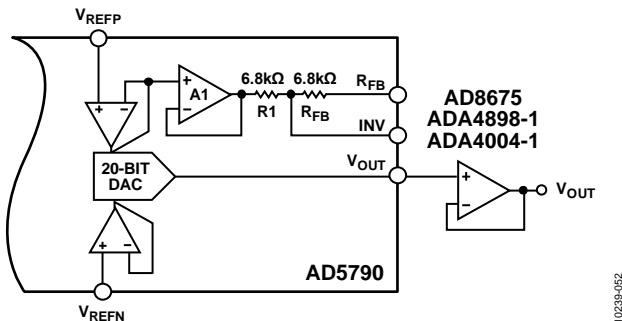 VREFP
6.8kΩ 6.8kΩ
RFB
A1
R1 RFB
INV
AD8675
ADA4898-1
ADA4004-1
20-BIT
DAC
VOUT
VOUT
AD5790
VREFN
10239-052